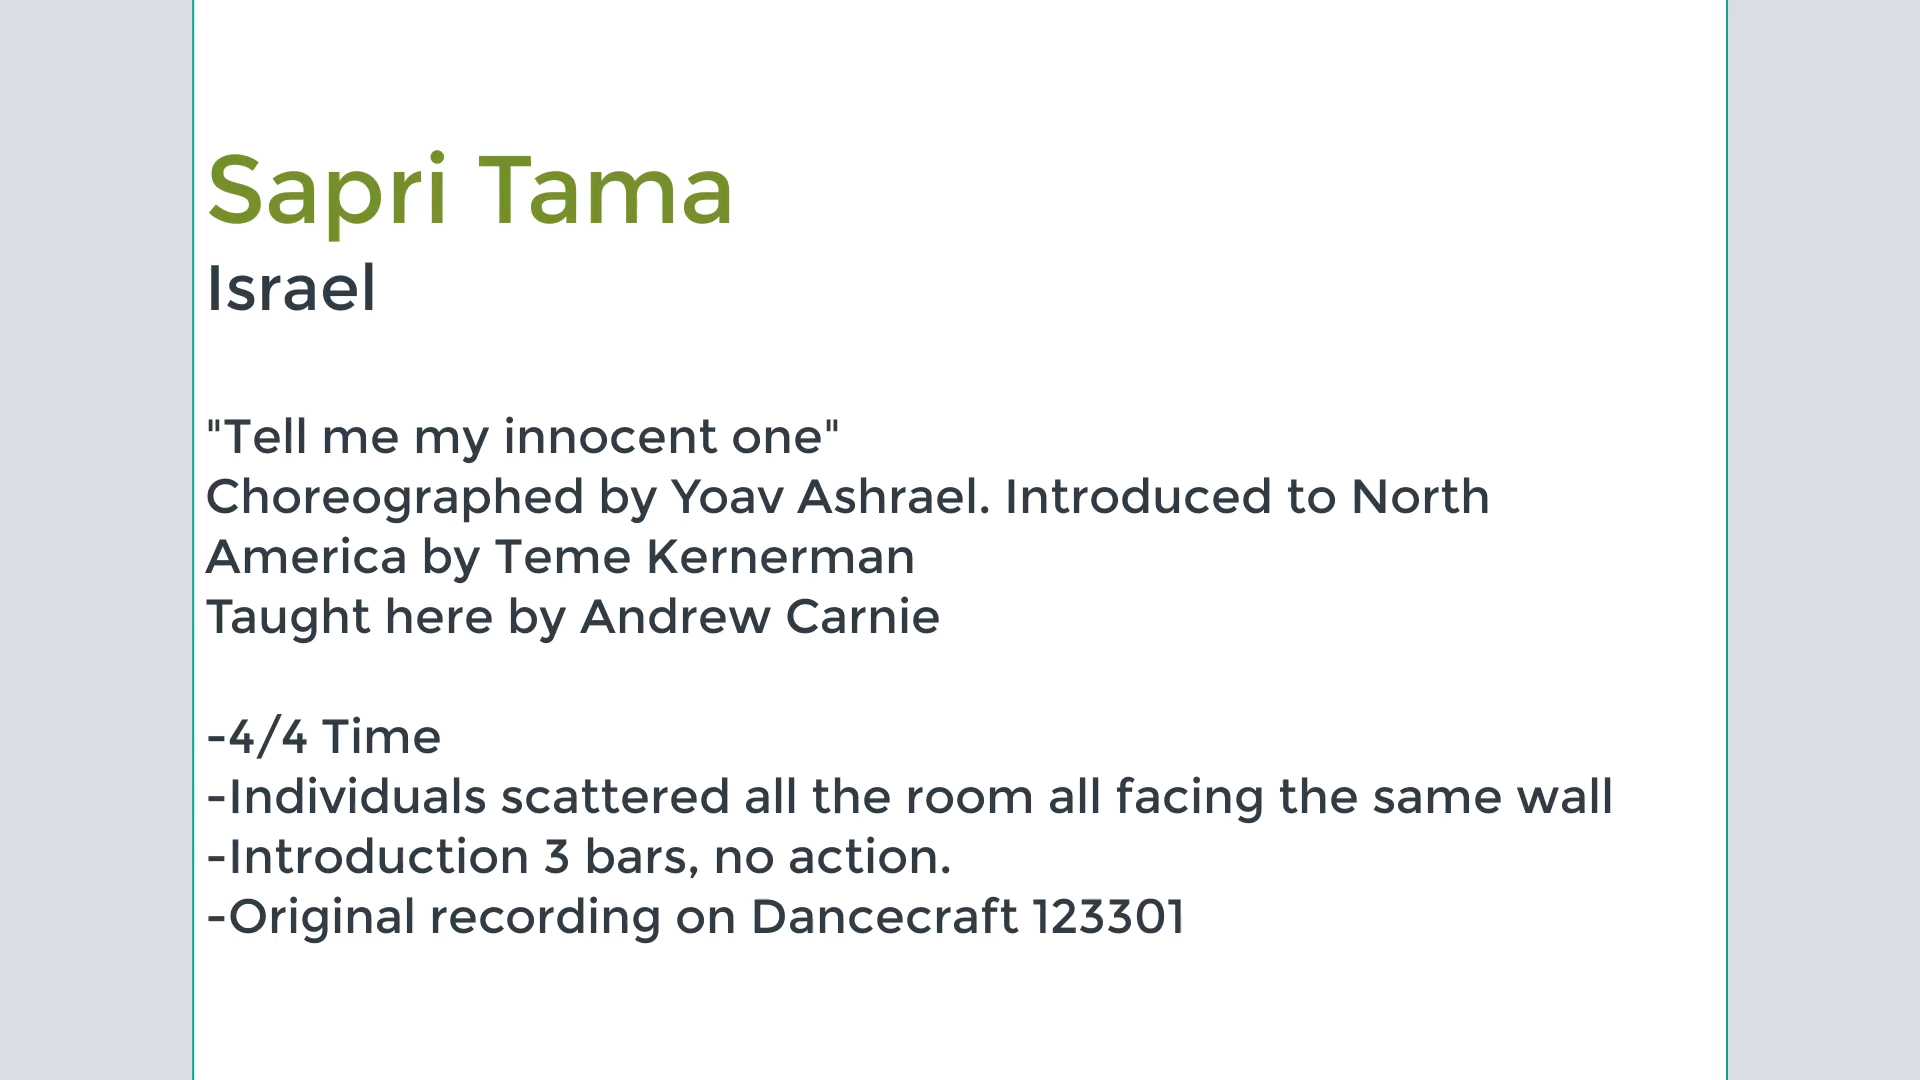 Sapri Tama
Israel
"Tell me my innocent one"
Choreographed by Yoav Ashrael. Introduced to North
America by Teme Kernerman
Taught here by Andrew Carnie
-4/4 Time
-Individuals scattered all the room all facing the same wall
-Introduction 3 bars, no action.
-Original recording on Dancecraft 123301